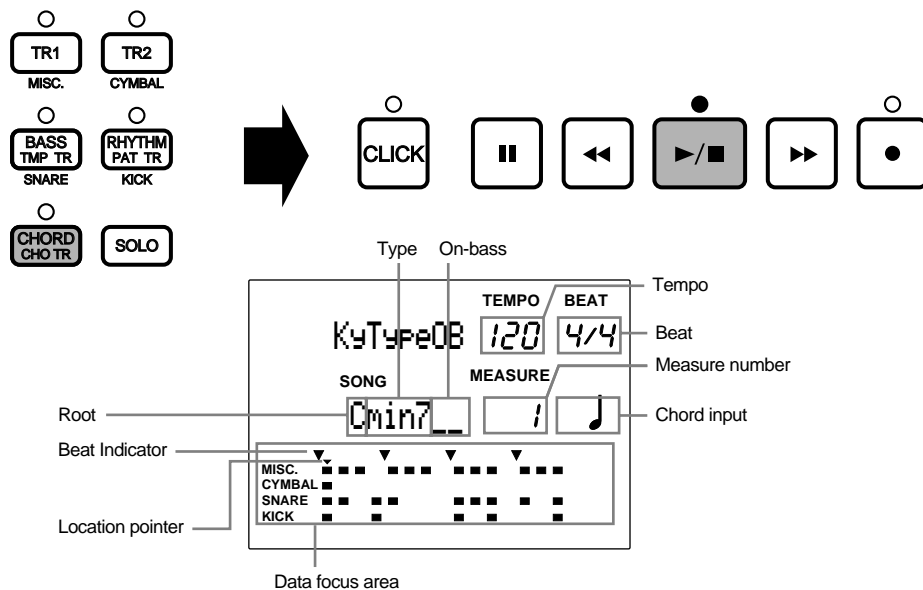 TR1
TR2
MISC.
CYMBAL
BASS
TMP TR
RHYTHM
PAT TR
SNARE
KICK
CHORD
CHO TR
SOLO
CLICK
Type
On-bass
TEMPO
BEAT
Tempo
KyTypeOB
120
4/4
Beat
SONG
MEASURE
Measure number
Root
Cmin7__
1
Chord input
Beat Indicator
MISC.
CYMBAL
SNARE
KICK
Location pointer
Data focus area